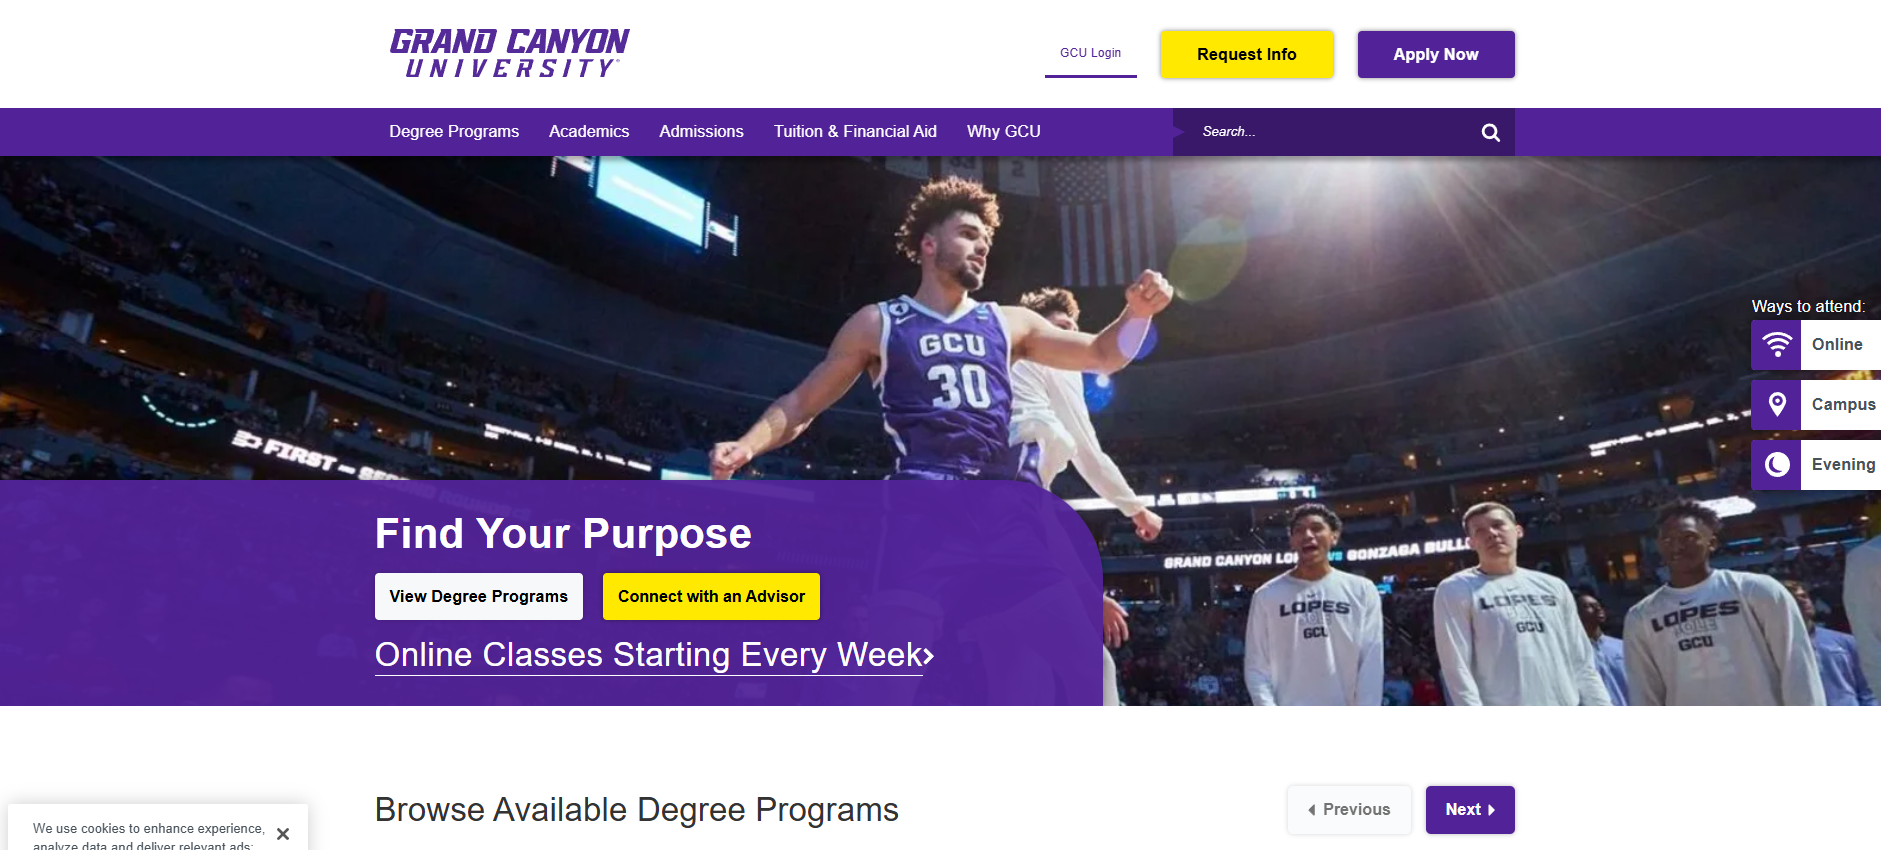 GRAND CANYON
UNIVERSITY
GCU Login
Request Info
Apply Now
Degree Programs
Academics
Admissions
Tuition & Financial Aid
Why GCU
Search...
GCU
30
Ways to attend:
Online
Campus
Evening
FIRST
GRAND CANYON LO
VS GONZAGA BULL
LOPES
GCU
LOPES
GCU
LOPES
GCU
Find Your Purpose
View Degree Programs
Connect with an Advisor
Online Classes Starting Every Week
Browse Available Degree Programs
Previous
Next
We use cookies to enhance experience,
analyze data and deliver relevant ads;